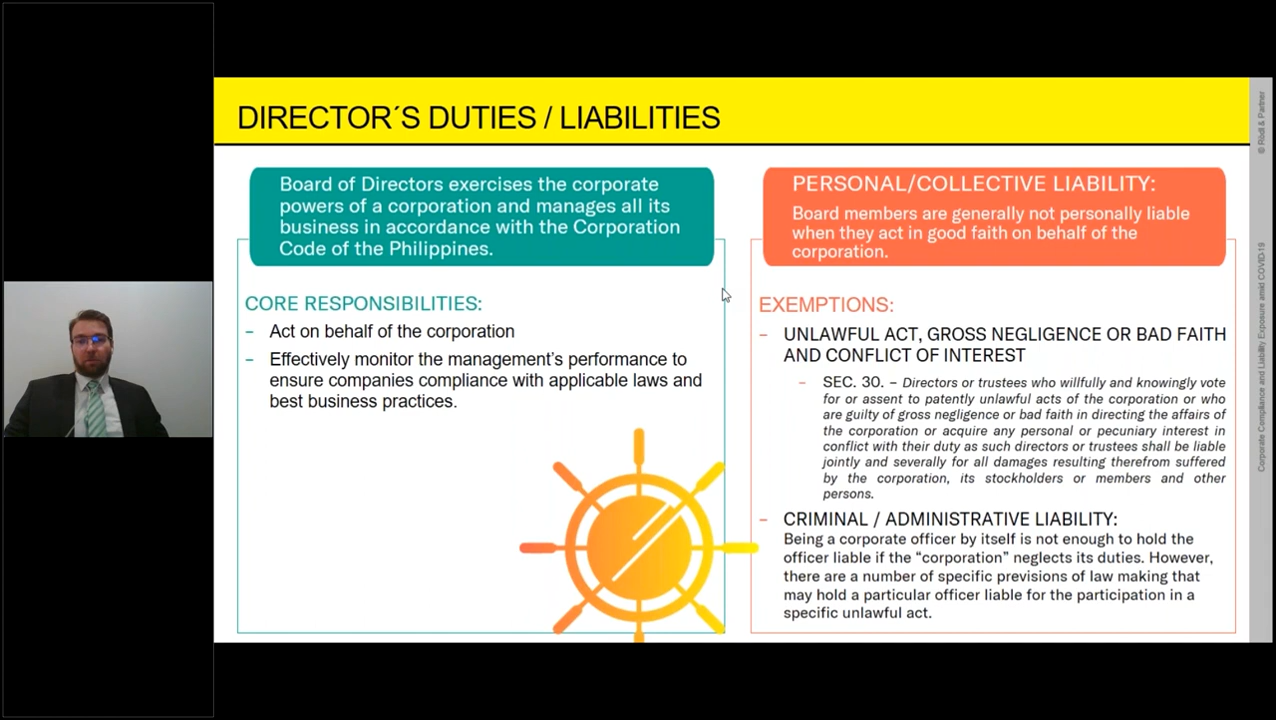 DIRECTOR´S DUTIES / LIABILITIES
Board of Directors exercises the corporate
powers of a corporation and manages all its
business in accordance with the Corporation
Code of the Philippines.
CORE RESPONSIBILITIES:
– Act on behalf of the corporation
– Effectively monitor the management's performance to
ensure companies compliance with applicable laws and
best business practices.
PERSONAL/COLLECTIVE LIABILITY:
Board members are generally not personally liable
when they act in good faith on behalf of the
corporation.
EXEMPTIONS:
– UNLAWFUL ACT, GROSS NEGLIGENCE OR BAD FAITH
AND CONFLICT OF INTEREST
– SEC. 30. – Directors or trustees who willfully and knowingly vote
for or assent to patently unlawful acts of the corporation or who
are guilty of gross negligence or bad faith in directing the affairs of
the corporation or acquire any personal or pecuniary interest in
conflict with their duty as such directors or trustees shall be liable
jointly and severally for all damages resulting therefrom suffered
by the corporation, its stockholders or members and other
persons.
– CRIMINAL / ADMINISTRATIVE LIABILITY:
Being a corporate officer by itself is not enough to hold the
officer liable if the “corporation” neglects its duties. However,
there are a number of specific previsions of law making that
may hold a particular officer liable for the participation in a
specific unlawful act.
© Rödl & Partner
Corporate Compliance and Liability Exposure amid COVID-19